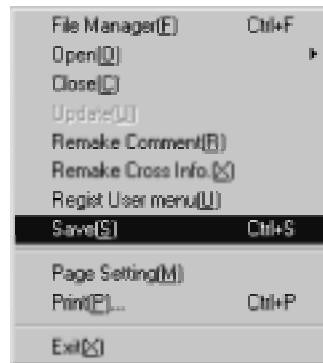 File Manager(F) Ctrl+F
Open(O)
Close(C)
Update(U)
Remake Comment(R)
Remake Cross Info.(X)
Regist User menu(U)
Save(S) Ctrl+S
Page Setting(M)
Print(P)... Ctrl+P
Exit(X)